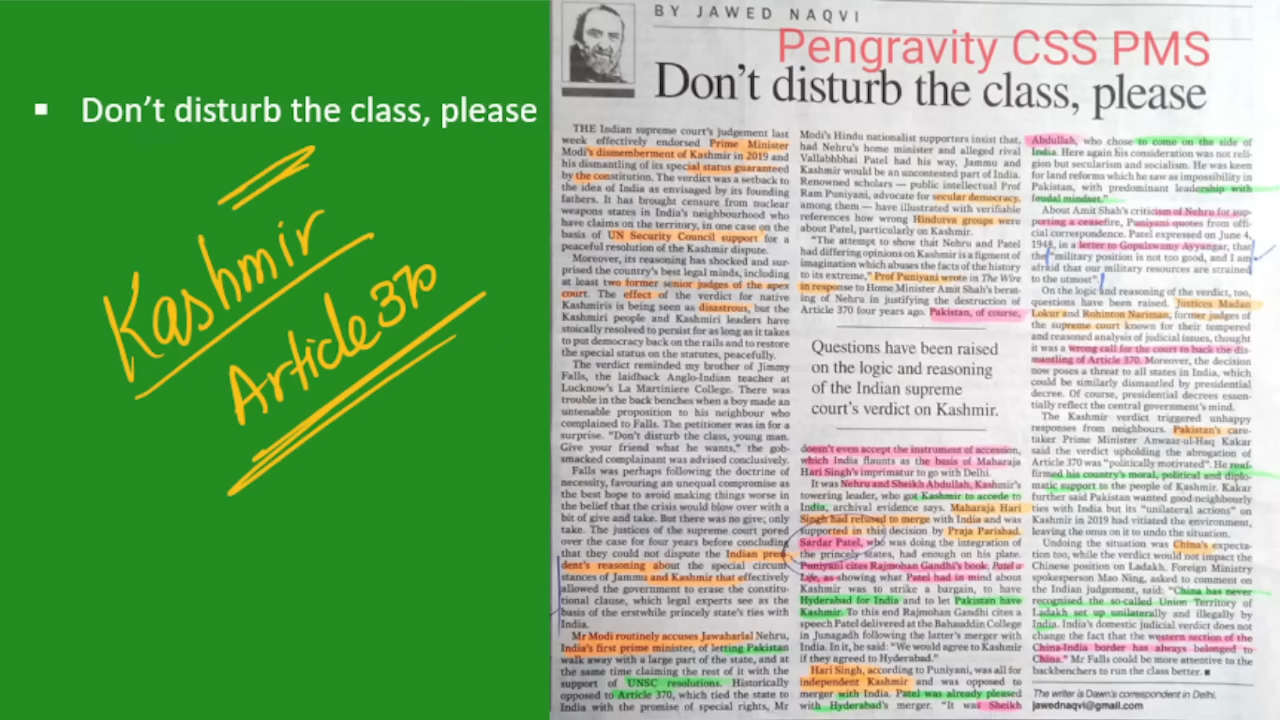 ▪ Don't disturb the class, please
Kashmir
Article 370
BY JAWED NAQVI
Pengravity CSS PMS
Don't disturb the class, please
THE Indian supreme court's judgement last
week effectively endorsed Prime Minister
Modi's dismemberment of Kashmir in 2019 and
his dismantling of its special status guaranteed
by the constitution. The verdict was a setback to
the idea of India as envisaged by its founding
fathers. It has brought censure from nuclear
weapons states in India's neighbourhood who
have claims on the territory, in one case on the
basis of UN Security Council support for a
peaceful resolution of the Kashmir dispute.
Moreover, its reasoning has shocked and sur-
prised the country's best legal minds, including
at least two former senior judges of the apex
court. The effect of the verdict for native
Kashmiris is being seen as disastrous, but the
Kashmiri people and Kashmiri leaders have
stoically resolved to persist for as long as it takes
to put democracy back on the rails and to restore
the special status on the statutes, peacefully.
The verdict reminded my brother of Jimmy
Falls, the laidback Anglo-Indian teacher at
Lucknow's La Martiniere College. There was
trouble in the back benches when a boy made an
untenable proposition to his neighbour who
complained to Falls. The petitioner was in for a
surprise. "Don't disturb the class, young man.
Give your friend what he wants," the gob-
smacked complainant was advised conclusively.
Falls was perhaps following the doctrine of
necessity, favouring an unequal compromise as
the best hope to avoid making things worse in
the belief that the crisis would blow over with a
bit of give and take. But there was no give; only
take. The justices of the supreme court pored
over the case for four years before concluding
that they could not dispute the Indian presi-
dent's reasoning about the special circum-
stances of Jammu and Kashmir that effectively
allowed the government to erase the constitu-
tional clause, which legal experts see as the
basis of the erstwhile princely state's ties with
India.
Mr Modi routinely accuses Jawaharlal Nehru,
India's first prime minister, of letting Pakistan
walk away with a large part of the state, and at
the same time claiming the rest of it with the
support of UNSC resolutions. Historically
opposed to Article 370, which tied the state to
India with the promise of special rights, Mr
Modi's Hindu nationalist supporters insist that,
had Nehru's home minister and alleged rival
Vallabhbhai Patel had his way, Jammu and
Kashmir would be an uncontested part of India.
Renowned scholars — public intellectual Prof
Ram Puniyani, advocate for secular democracy,
among them — have illustrated with verifiable
references how wrong Hindutva groups were
about Patel, particularly on Kashmir.
"The attempt to show that Nehru and Patel
had differing opinions on Kashmir is a figment of
imagination which abuses the facts of the history
to its extreme," Prof Puniyani wrote in The Wire
in response to Home Minister Amit Shah's berat-
ing of Nehru in justifying the destruction of
Article 370 four years ago. Pakistan, of course,
Questions have been raised
on the logic and reasoning
of the Indian supreme
court's verdict on Kashmir.
doesn't even accept the instrument of accession,
which India flaunts as the basis of Maharaja
Hari Singh's imprimatur to go with Delhi.
It was Nehru and Sheikh Abdullah, Kashmir's
towering leader, who got Kashmir to accede to
India, archival evidence says. Maharaja Hari
Singh had refused to merge with India and was
supported in this decision by Praja Parishad.
Sardar Patel, who was doing the integration of
the princely states, had enough on his plate.
Puniyani cites Rajmohan Gandhi's book, Patel a
Life, as showing what Patel had in mind about
Kashmir was to strike a bargain, to have
Hyderabad for India and to let Pakistan have
Kashmir. To this end Rajmohan Gandhi cites a
speech Patel delivered at the Bahauddin College
in Junagadh following the latter's merger with
India. In it, he said: "We would agree to Kashmir
if they agreed to Hyderabad."
Hari Singh, according to Puniyani, was all for
independent Kashmir and was opposed to
merger with India. Patel was already pleased
with Hyderabad's merger. "It was Sheikh
Abdullah, who chose to come on the side of
India. Here again his consideration was not reli-
gion but secularism and socialism. He was keen
for land reforms which he saw as impossibility in
Pakistan, with predominant leadership with
feudal mindset."
About Amit Shah's criticism of Nehru for sup-
porting a ceasefire, Puniyani quotes from offi-
cial correspondence. Patel expressed on June 4,
1948, in a letter to Gopalaswamy Ayyangar, that
the "military position is not too good, and I am
afraid that our military resources are strained
to the utmost".
On the logic and reasoning of the verdict, too,
questions have been raised. Justices Madan
Lokur and Rohinton Nariman, former judges of
the supreme court known for their tempered
and reasoned analysis of judicial issues, thought
it was a wrong call for the court to back the dis-
mantling of Article 370. Moreover, the decision
now poses a threat to all states in India, which
could be similarly dismantled by presidential
decree. Of course, presidential decrees essen-
tially reflect the central government's mind.
The Kashmir verdict triggered unhappy
responses from neighbours. Pakistan's care-
taker Prime Minister Anwaar-ul-Haq Kakar
said the verdict upholding the abrogation of
Article 370 was "politically motivated". He reaf-
firmed his country's moral, political and diplo-
matic support to the people of Kashmir. Kakar
further said Pakistan wanted good-neighbourly
ties with India but its "unilateral actions" on
Kashmir in 2019 had vitiated the environment,
leaving the onus on it to undo the situation.
Undoing the situation was China's expecta-
tion too, while the verdict would not impact the
Chinese position on Ladakh. Foreign Ministry
spokesperson Mao Ning, asked to comment on
the Indian judgement, said: "China has never
recognised the so-called Union Territory of
Ladakh set up unilaterally and illegally by
India. India's domestic judicial verdict does not
change the fact that the western section of the
China-India border has always belonged to
China." Mr Falls could be more attentive to the
backbenchers to run the class better. ■
The writer is Dawn's correspondent in Delhi.
jawednaqvi@gmail.com